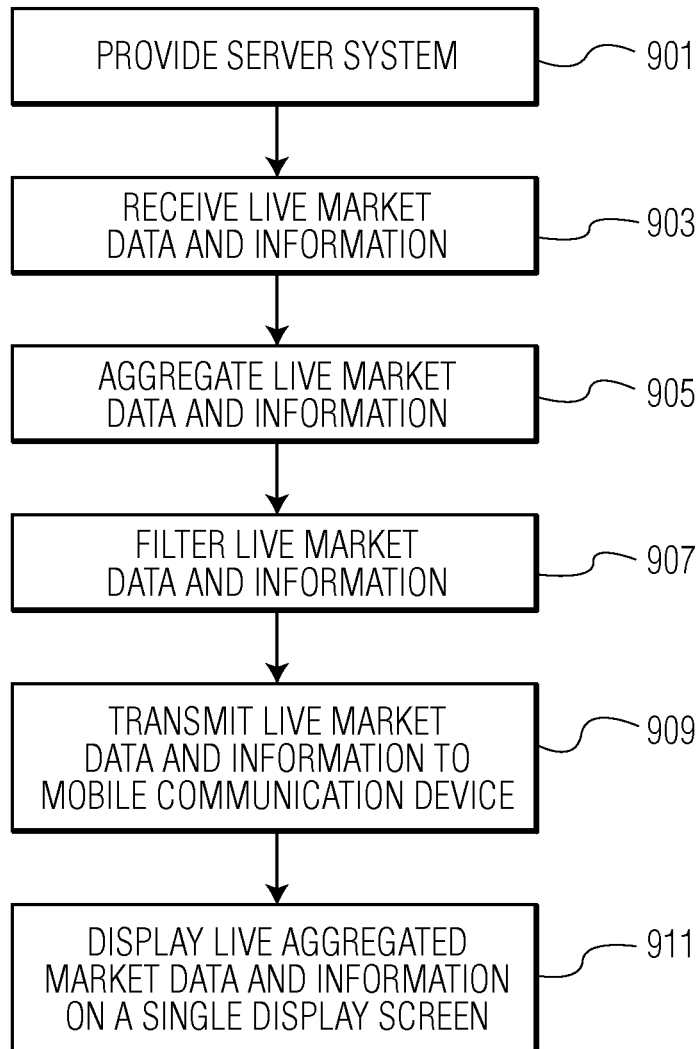 PROVIDE SERVER SYSTEM
901
RECEIVE LIVE MARKET
DATA AND INFORMATION
903
AGGREGATE LIVE MARKET
DATA AND INFORMATION
905
FILTER LIVE MARKET
DATA AND INFORMATION
907
TRANSMIT LIVE MARKET
DATA AND INFORMATION TO
MOBILE COMMUNICATION DEVICE
909
DISPLAY LIVE AGGREGATED
MARKET DATA AND INFORMATION
ON A SINGLE DISPLAY SCREEN
911